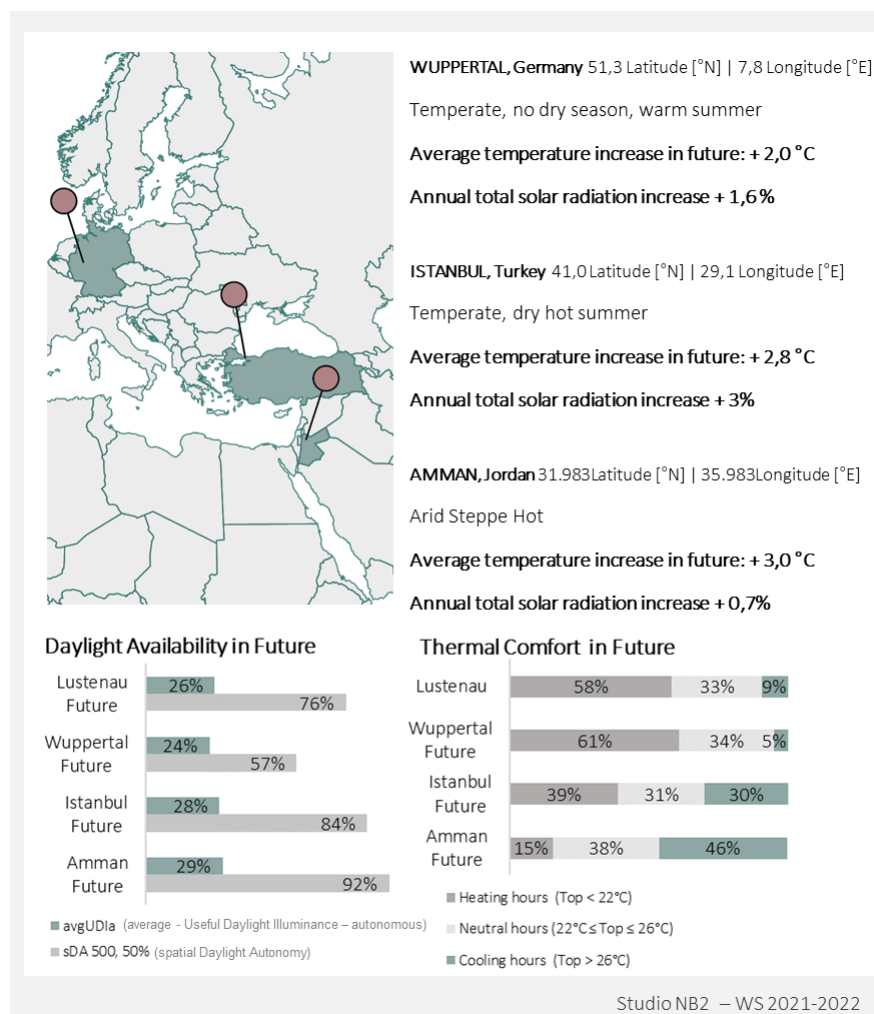 WUPPERTAL, Germany 51,3 Latitude [°N] | 7,8 Longitude [°E]
Temperate, no dry season, warm summer
Average temperature increase in future: + 2,0 °C
Annual total solar radiation increase + 1,6 %
ISTANBUL, Turkey 41,0 Latitude [°N] | 29,1 Longitude [°E]
Temperate, dry hot summer
Average temperature increase in future: + 2,8 °C
Annual total solar radiation increase + 3%
AMMAN, Jordan 31.983Latitude [°N] | 35.983Longitude [°E]
Arid Steppe Hot
Average temperature increase in future: + 3,0 °C
Annual total solar radiation increase + 0,7%
Daylight Availability in Future
Lustenau
Future
26%
76%
Wuppertal
Future
24%
57%
Istanbul
Future
28%
84%
Amman
Future
29%
92%
avgUDIa (average - Useful Daylight Illuminance – autonomous)
sDA 500, 50% (spatial Daylight Autonomy)
Thermal Comfort in Future
Lustenau
58% 33% 9%
Wuppertal
Future
61% 34% 5%
Istanbul
Future
39% 31% 30%
Amman
Future
15% 38% 46%
Heating hours (Top < 22°C)
Neutral hours (22°C ≤ Top ≤ 26°C)
Cooling hours (Top > 26°C)
Studio NB2 – WS 2021-2022